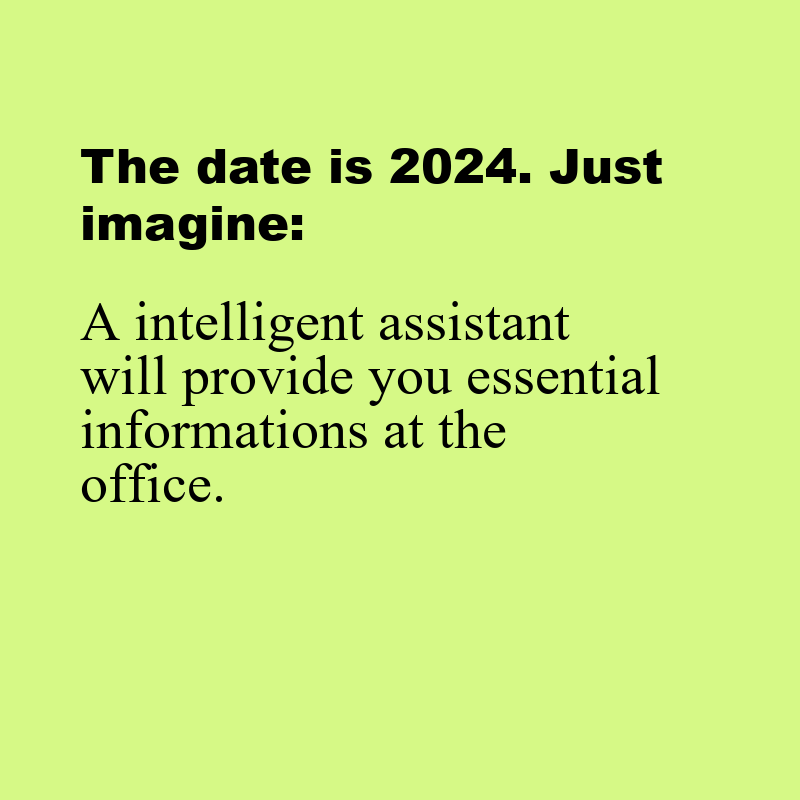 The date is 2024. Just
imagine:
A intelligent assistant
will provide you essential
informations at the
office.